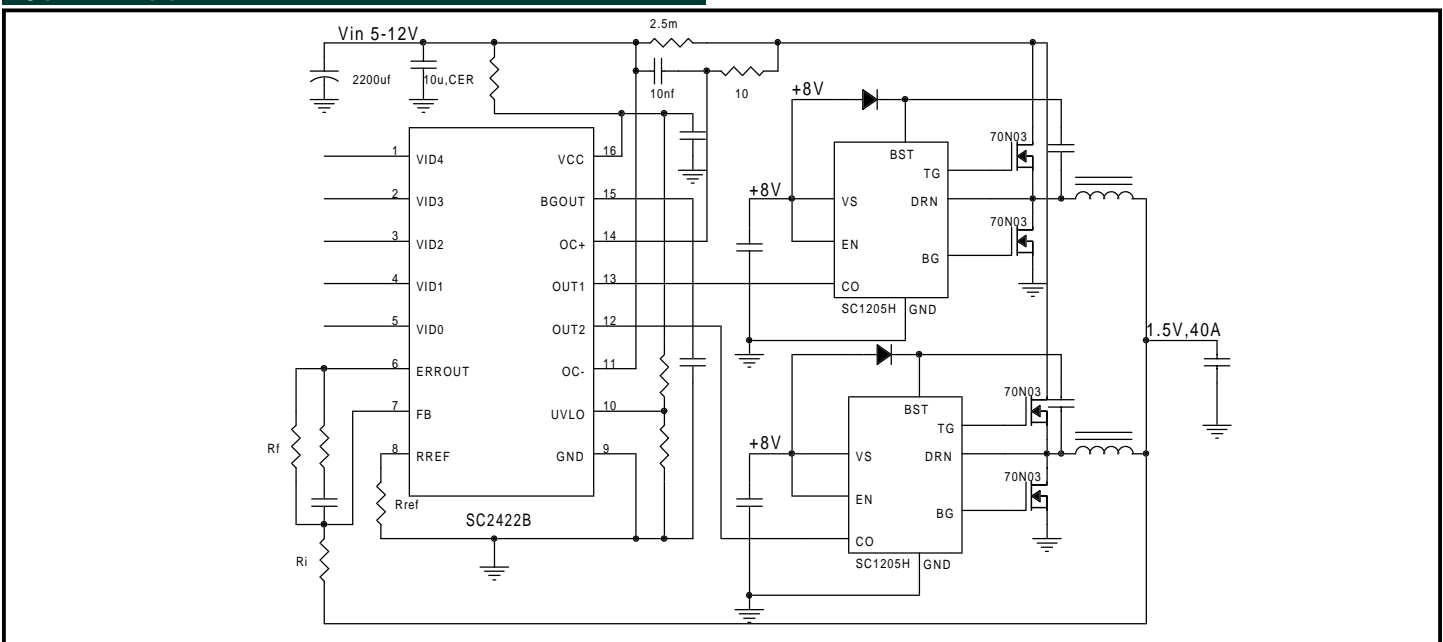 2.5m
Vin 5-12V
2200uf
10u,CER
10nf
10
+8V
70N03
BST
TG
1
VID4
VCC
16
+8V
2
VID3
BGOUT
15
VS
DRN
70N03
3
VID2
OC+
14
EN
BG
4
VID1
OUT1
13
CO
SC1205H
GND
5
VID0
OUT2
12
1.5V,40A
6
ERROUT
OC-
11
70N03
7
FB
UVLO
10
BST
TG
Rf
8
RREF
GND
9
+8V
VS
DRN
70N03
Rref
EN
BG
SC2422B
CO
Ri
SC1205H
GND